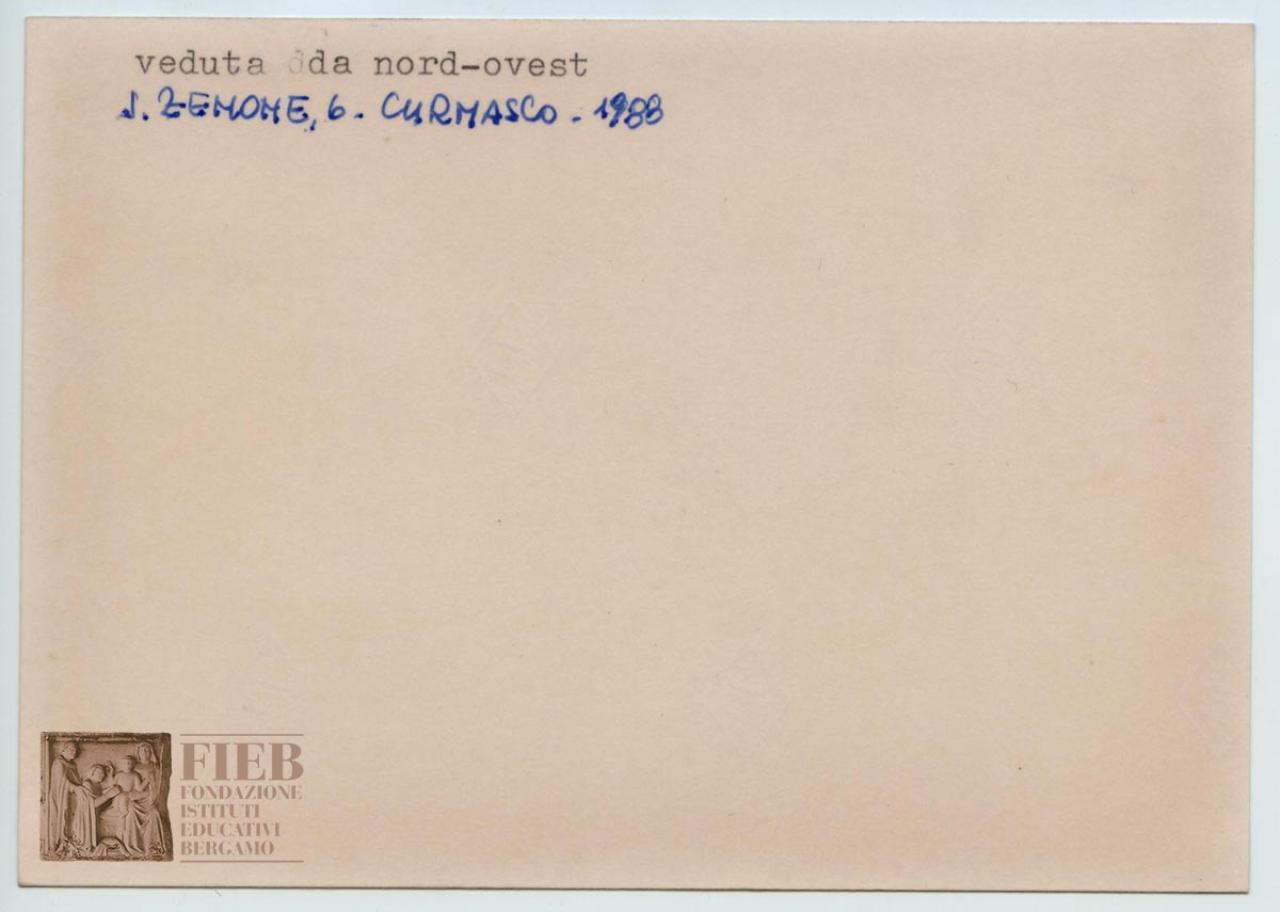 veduta da nord-ovest
S. ZENONE, 6 - CURNASCO - 1988
FIEB
FONDAZIONE
ISTITUTI
EDUCATIVI
BERGAMO